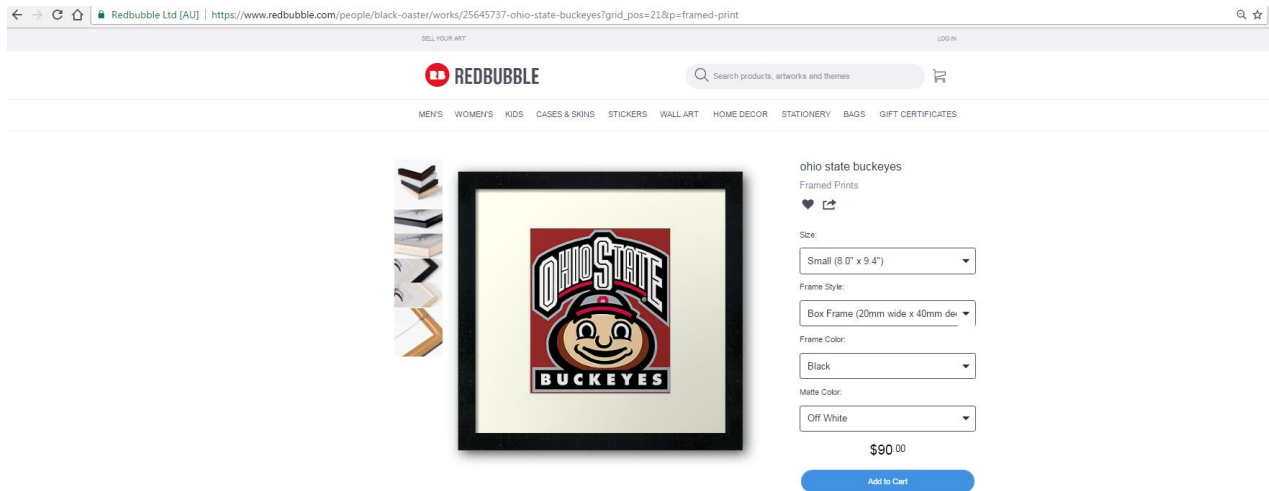 Redbubble Ltd [AU] | https://www.redbubble.com/people/black-oaster/works/25645737-ohio-state-buckeyes?grid_pos=21&p=framed-print
SELL YOUR ART LOG IN
RB REDBUBBLE Search products, artworks and themes
MEN'S WOMEN'S KIDS CASES & SKINS STICKERS WALL ART HOME DECOR STATIONERY BAGS GIFT CERTIFICATES
ohio state buckeyes
Framed Prints
Size:
Small (8.0" x 9.4")
Frame Style:
Box Frame (20mm wide x 40mm dee
Frame Color:
Black
Matte Color:
Off White
$90.00
Add to Cart
OHIO STATE
BUCKEYES